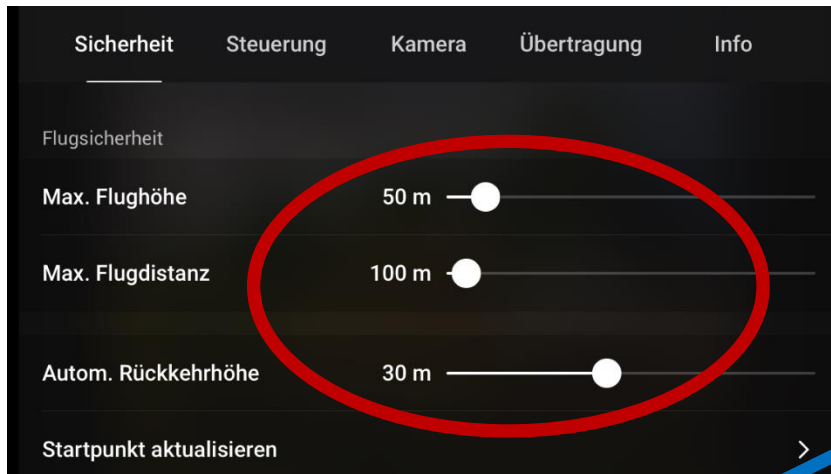 Sicherheit Steuerung Kamera Übertragung Info
Flugsicherheit
Max. Flughöhe 50 m
Max. Flugdistanz 100 m
Autom. Rückkehrhöhe 30 m
Startpunkt aktualisieren